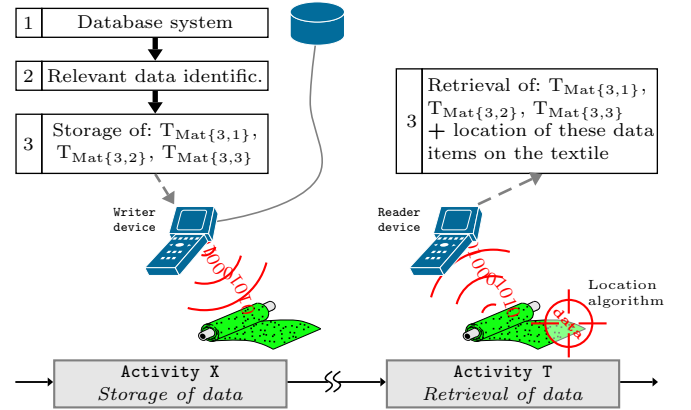 1 Database system
2 Relevant data identific.
3 Storage of: T_Mat{3,1},
T_Mat{3,2}, T_Mat{3,3}
3 Retrieval of: T_Mat{3,1},
T_Mat{3,2}, T_Mat{3,3}
+ location of these data
items on the textile
Writer
device
Reader
device
Location
algorithm
data
Activity X
Storage of data
Activity T
Retrieval of data